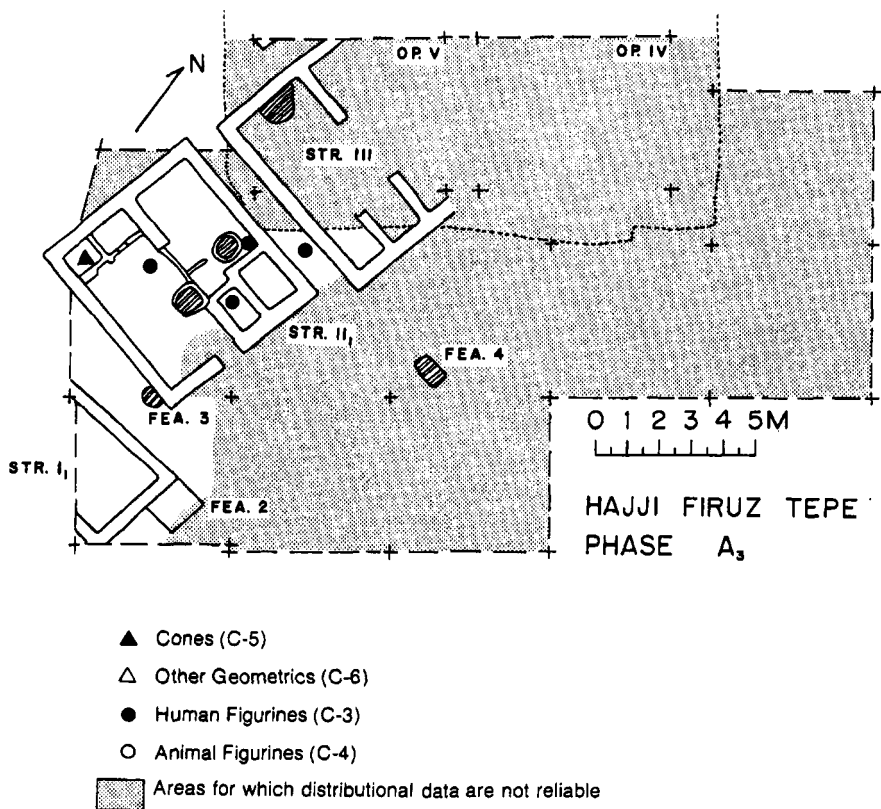 N
OP. V
OP. IV
STR. III
STR. II₁
FEA. 4
FEA. 3
STR. I₁
FEA. 2
0 1 2 3 4 5M
HAJJI FIRUZ TEPE
PHASE A₃
Cones (C-5)
Other Geometrics (C-6)
Human Figurines (C-3)
Animal Figurines (C-4)
Areas for which distributional data are not reliable